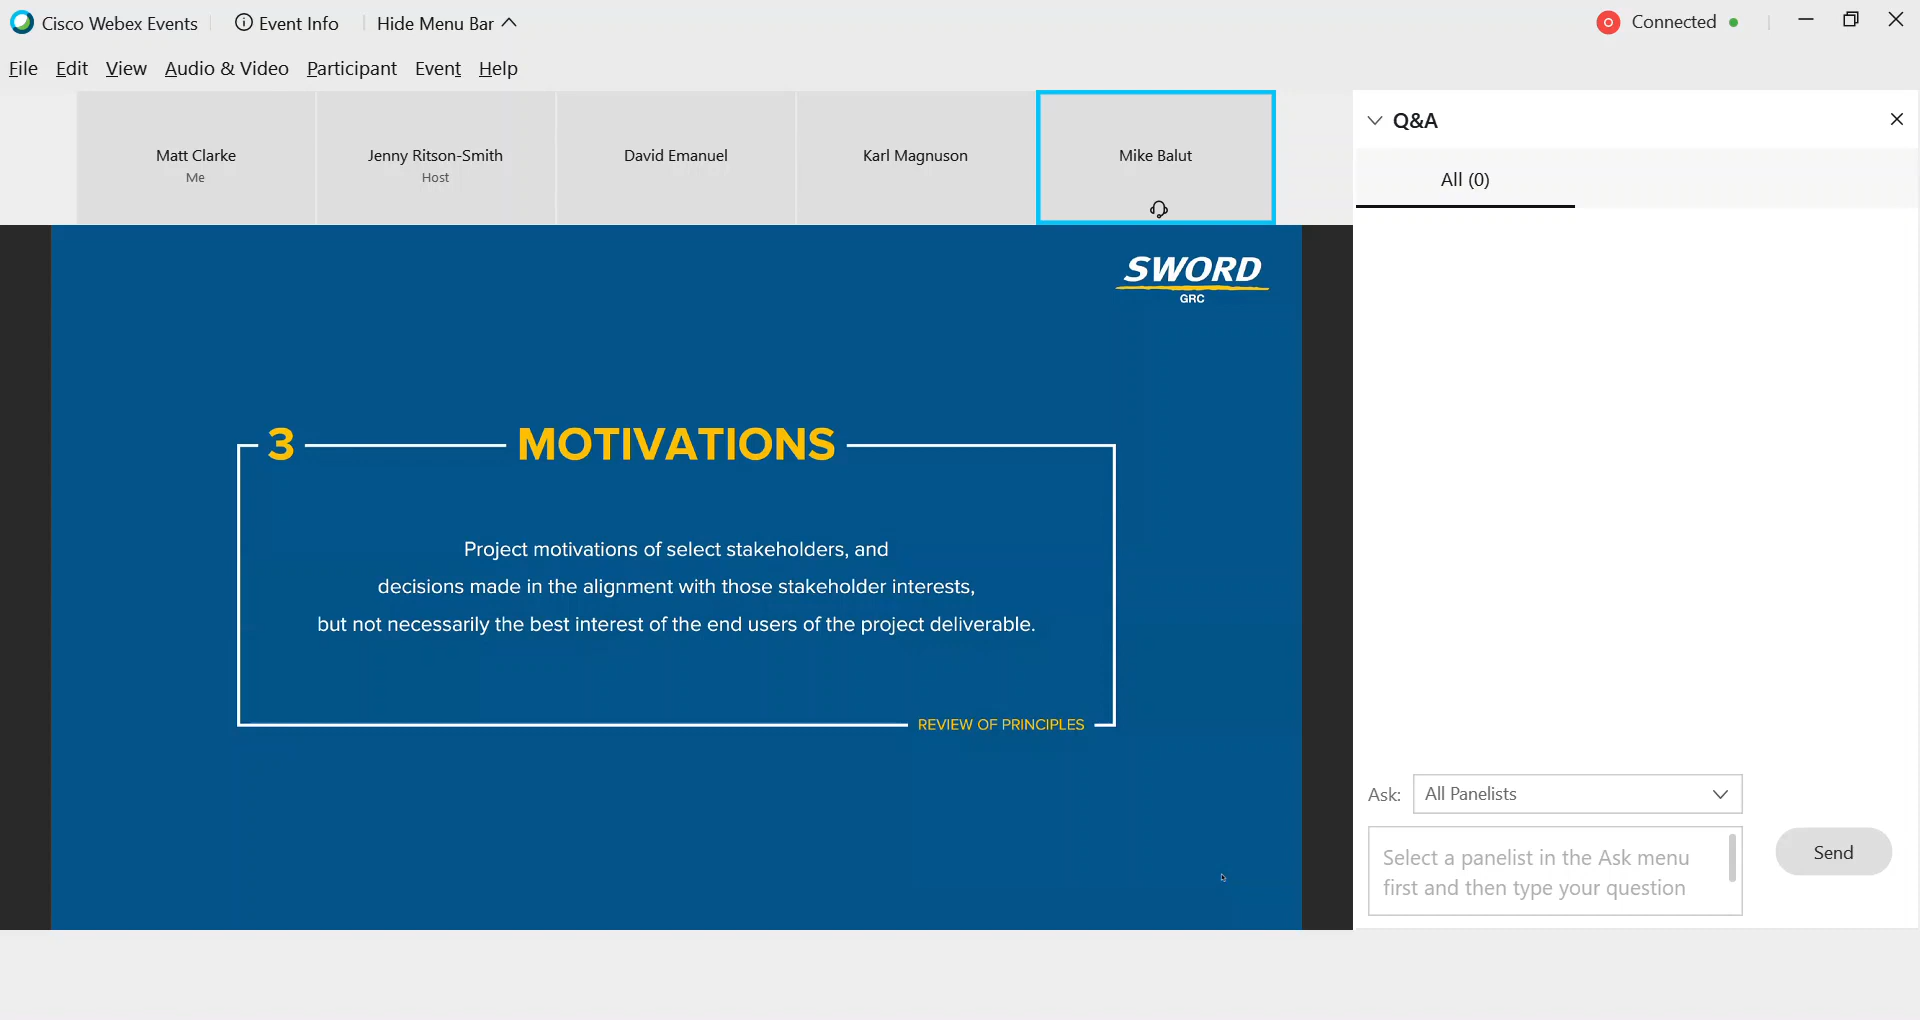 Cisco Webex Events
Event Info
Hide Menu Bar
Connected
File Edit View Audio & Video Participant Event Help
Matt Clarke
Me
Jenny Ritson-Smith
Host
David Emanuel
Karl Magnuson
Mike Balut
Q&A
All (0)
SWORD
GRC
3 MOTIVATIONS
Project motivations of select stakeholders, and
decisions made in the alignment with those stakeholder interests,
but not necessarily the best interest of the end users of the project deliverable.
REVIEW OF PRINCIPLES
Ask: All Panelists
Select a panelist in the Ask menu
first and then type your question
Send